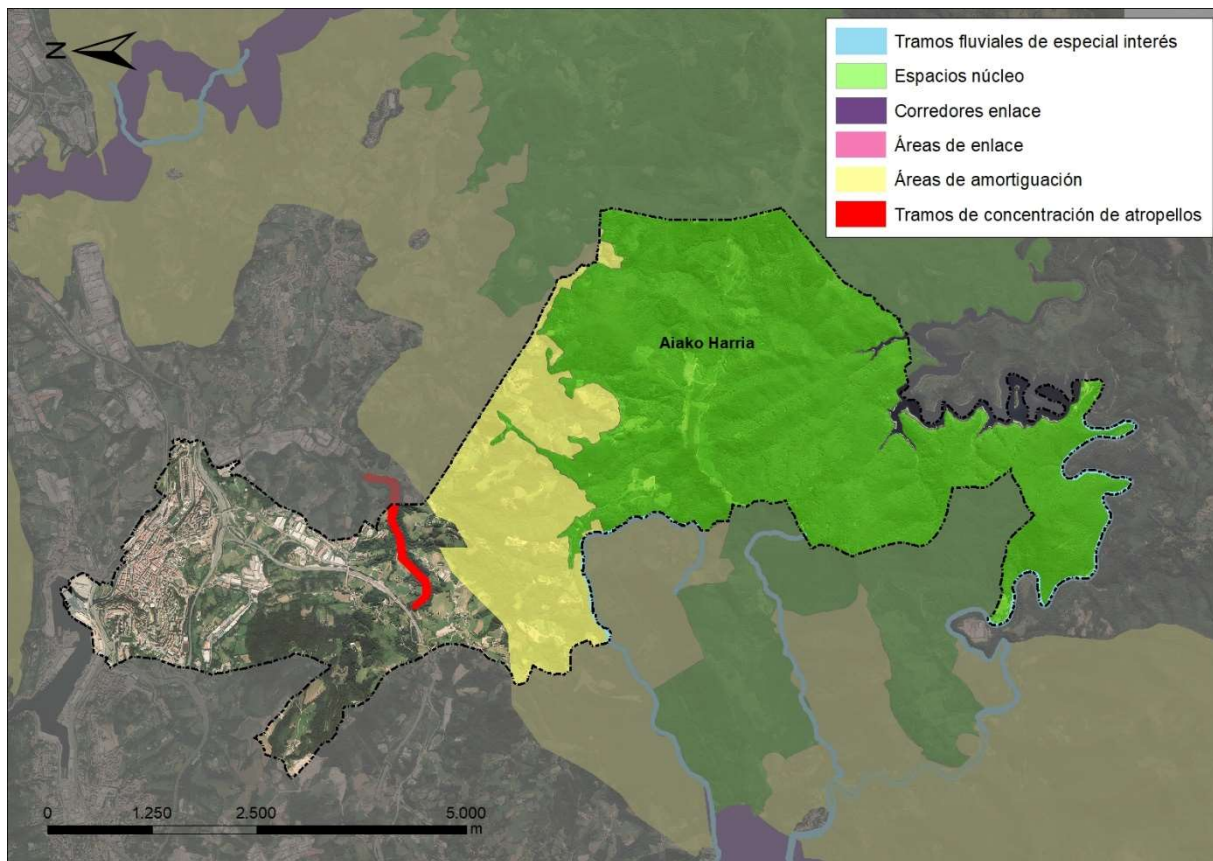 N
Tramos fluviales de especial interés
Espacios núcleo
Corredores enlace
Áreas de enlace
Áreas de amortiguación
Tramos de concentración de atropellos
Aiako Harria
0 1.250 2.500 5.000
m